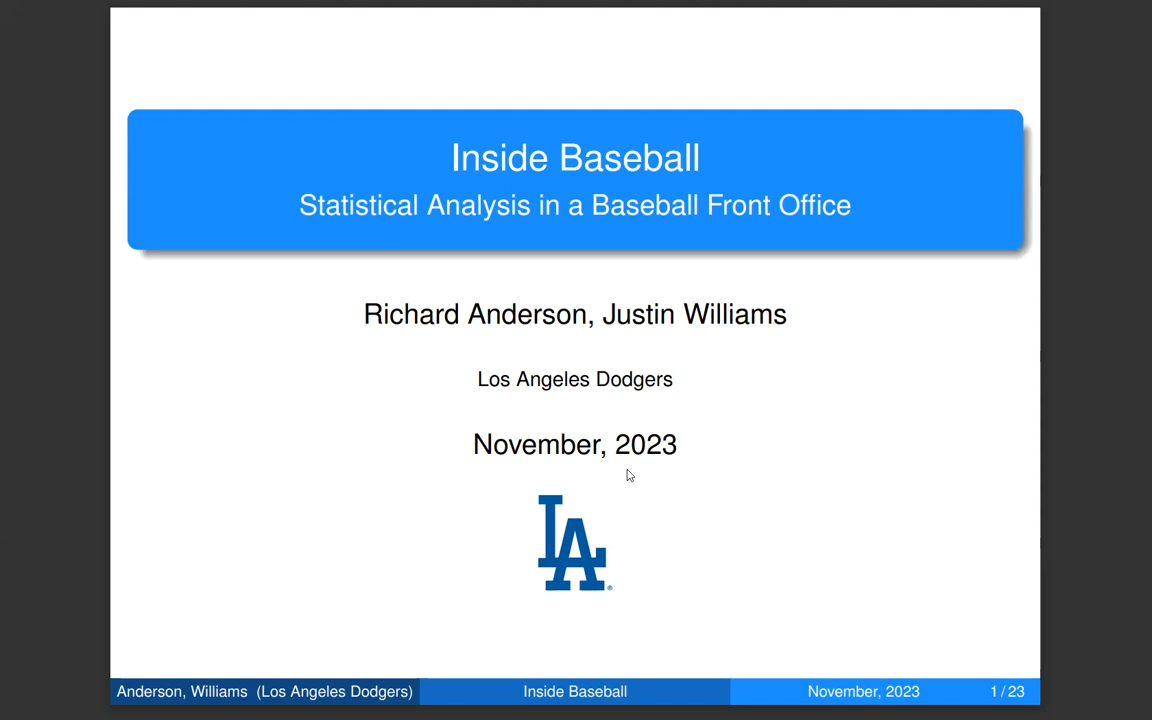 Inside Baseball
Statistical Analysis in a Baseball Front Office
Richard Anderson, Justin Williams
Los Angeles Dodgers
November, 2023
LA
Anderson, Williams (Los Angeles Dodgers) Inside Baseball November, 2023 1 / 23